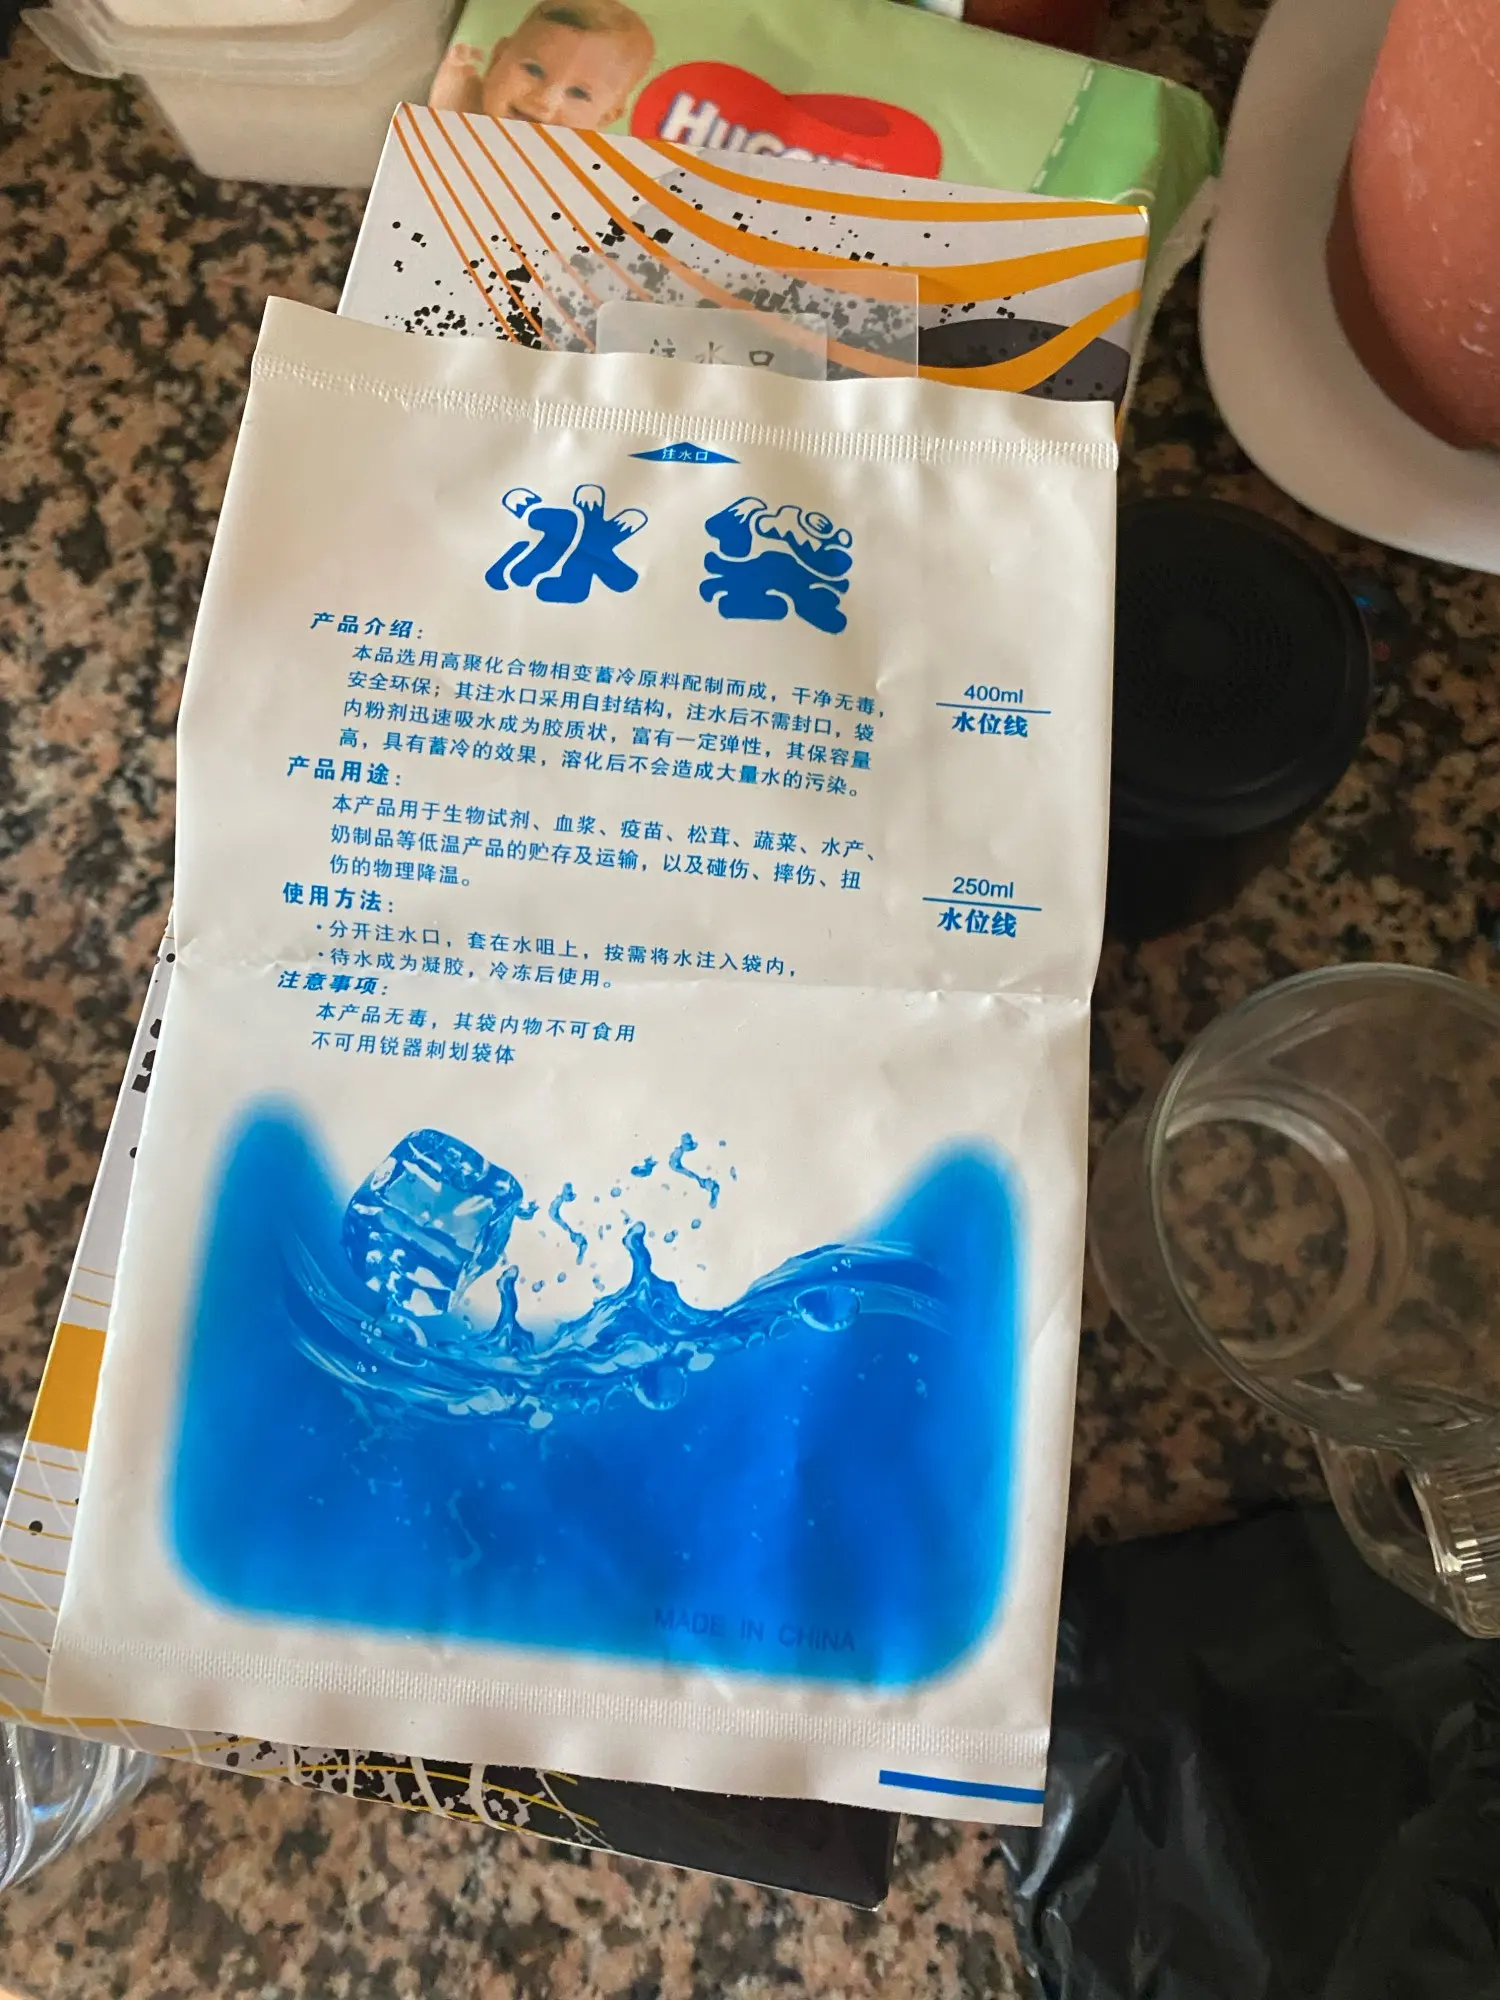 注水口
注水口
冰袋
产品介绍：
本品选用高聚化合物相变蓄冷原料配制而成，干净无毒，
安全环保；其注水口采用自封结构，注水后不需封口，袋
内粉剂迅速吸水成为胶质状，富有一定弹性，其保容量
高，具有蓄冷的效果，溶化后不会造成大量水的污染。
产品用途：
本产品用于生物试剂、血浆、疫苗、松茸、蔬菜、水产、
奶制品等低温产品的贮存及运输，以及碰伤、摔伤、扭
伤的物理降温。
使用方法：
·分开注水口，套在水咀上，按需将水注入袋内，
·待水成为凝胶，冷冻后使用。
注意事项：
本产品无毒，其袋内物不可食用
不可用锐器刺划袋体
400ml
水位线
250ml
水位线
MADE IN CHINA